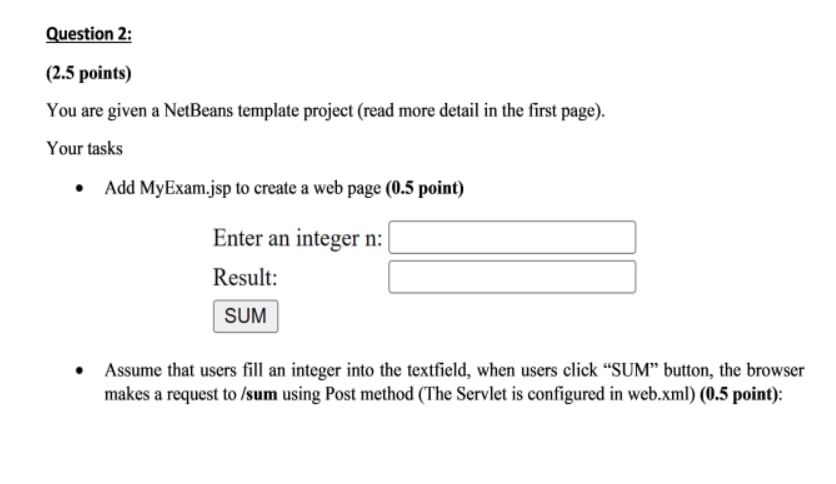 Question 2:
(2.5 points)
You are given a NetBeans template project (read more detail in the first page).
Your tasks
• Add MyExam.jsp to create a web page (0.5 point)
Enter an integer n:
Result:
SUM
• Assume that users fill an integer into the textfield, when users click “SUM” button, the browser
makes a request to /sum using Post method (The Servlet is configured in web.xml) (0.5 point):